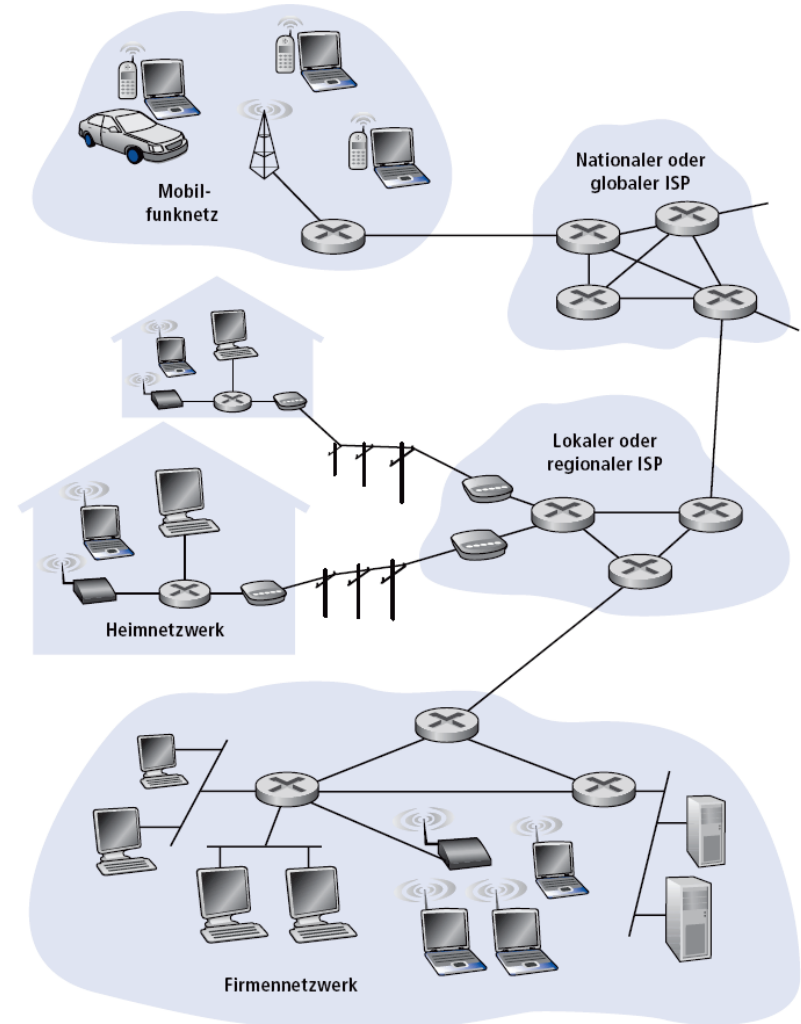 Nationaler oder
globaler ISP
Mobil-
funknetz
Lokaler oder
regionaler ISP
Heimnetzwerk
Firmennetzwerk